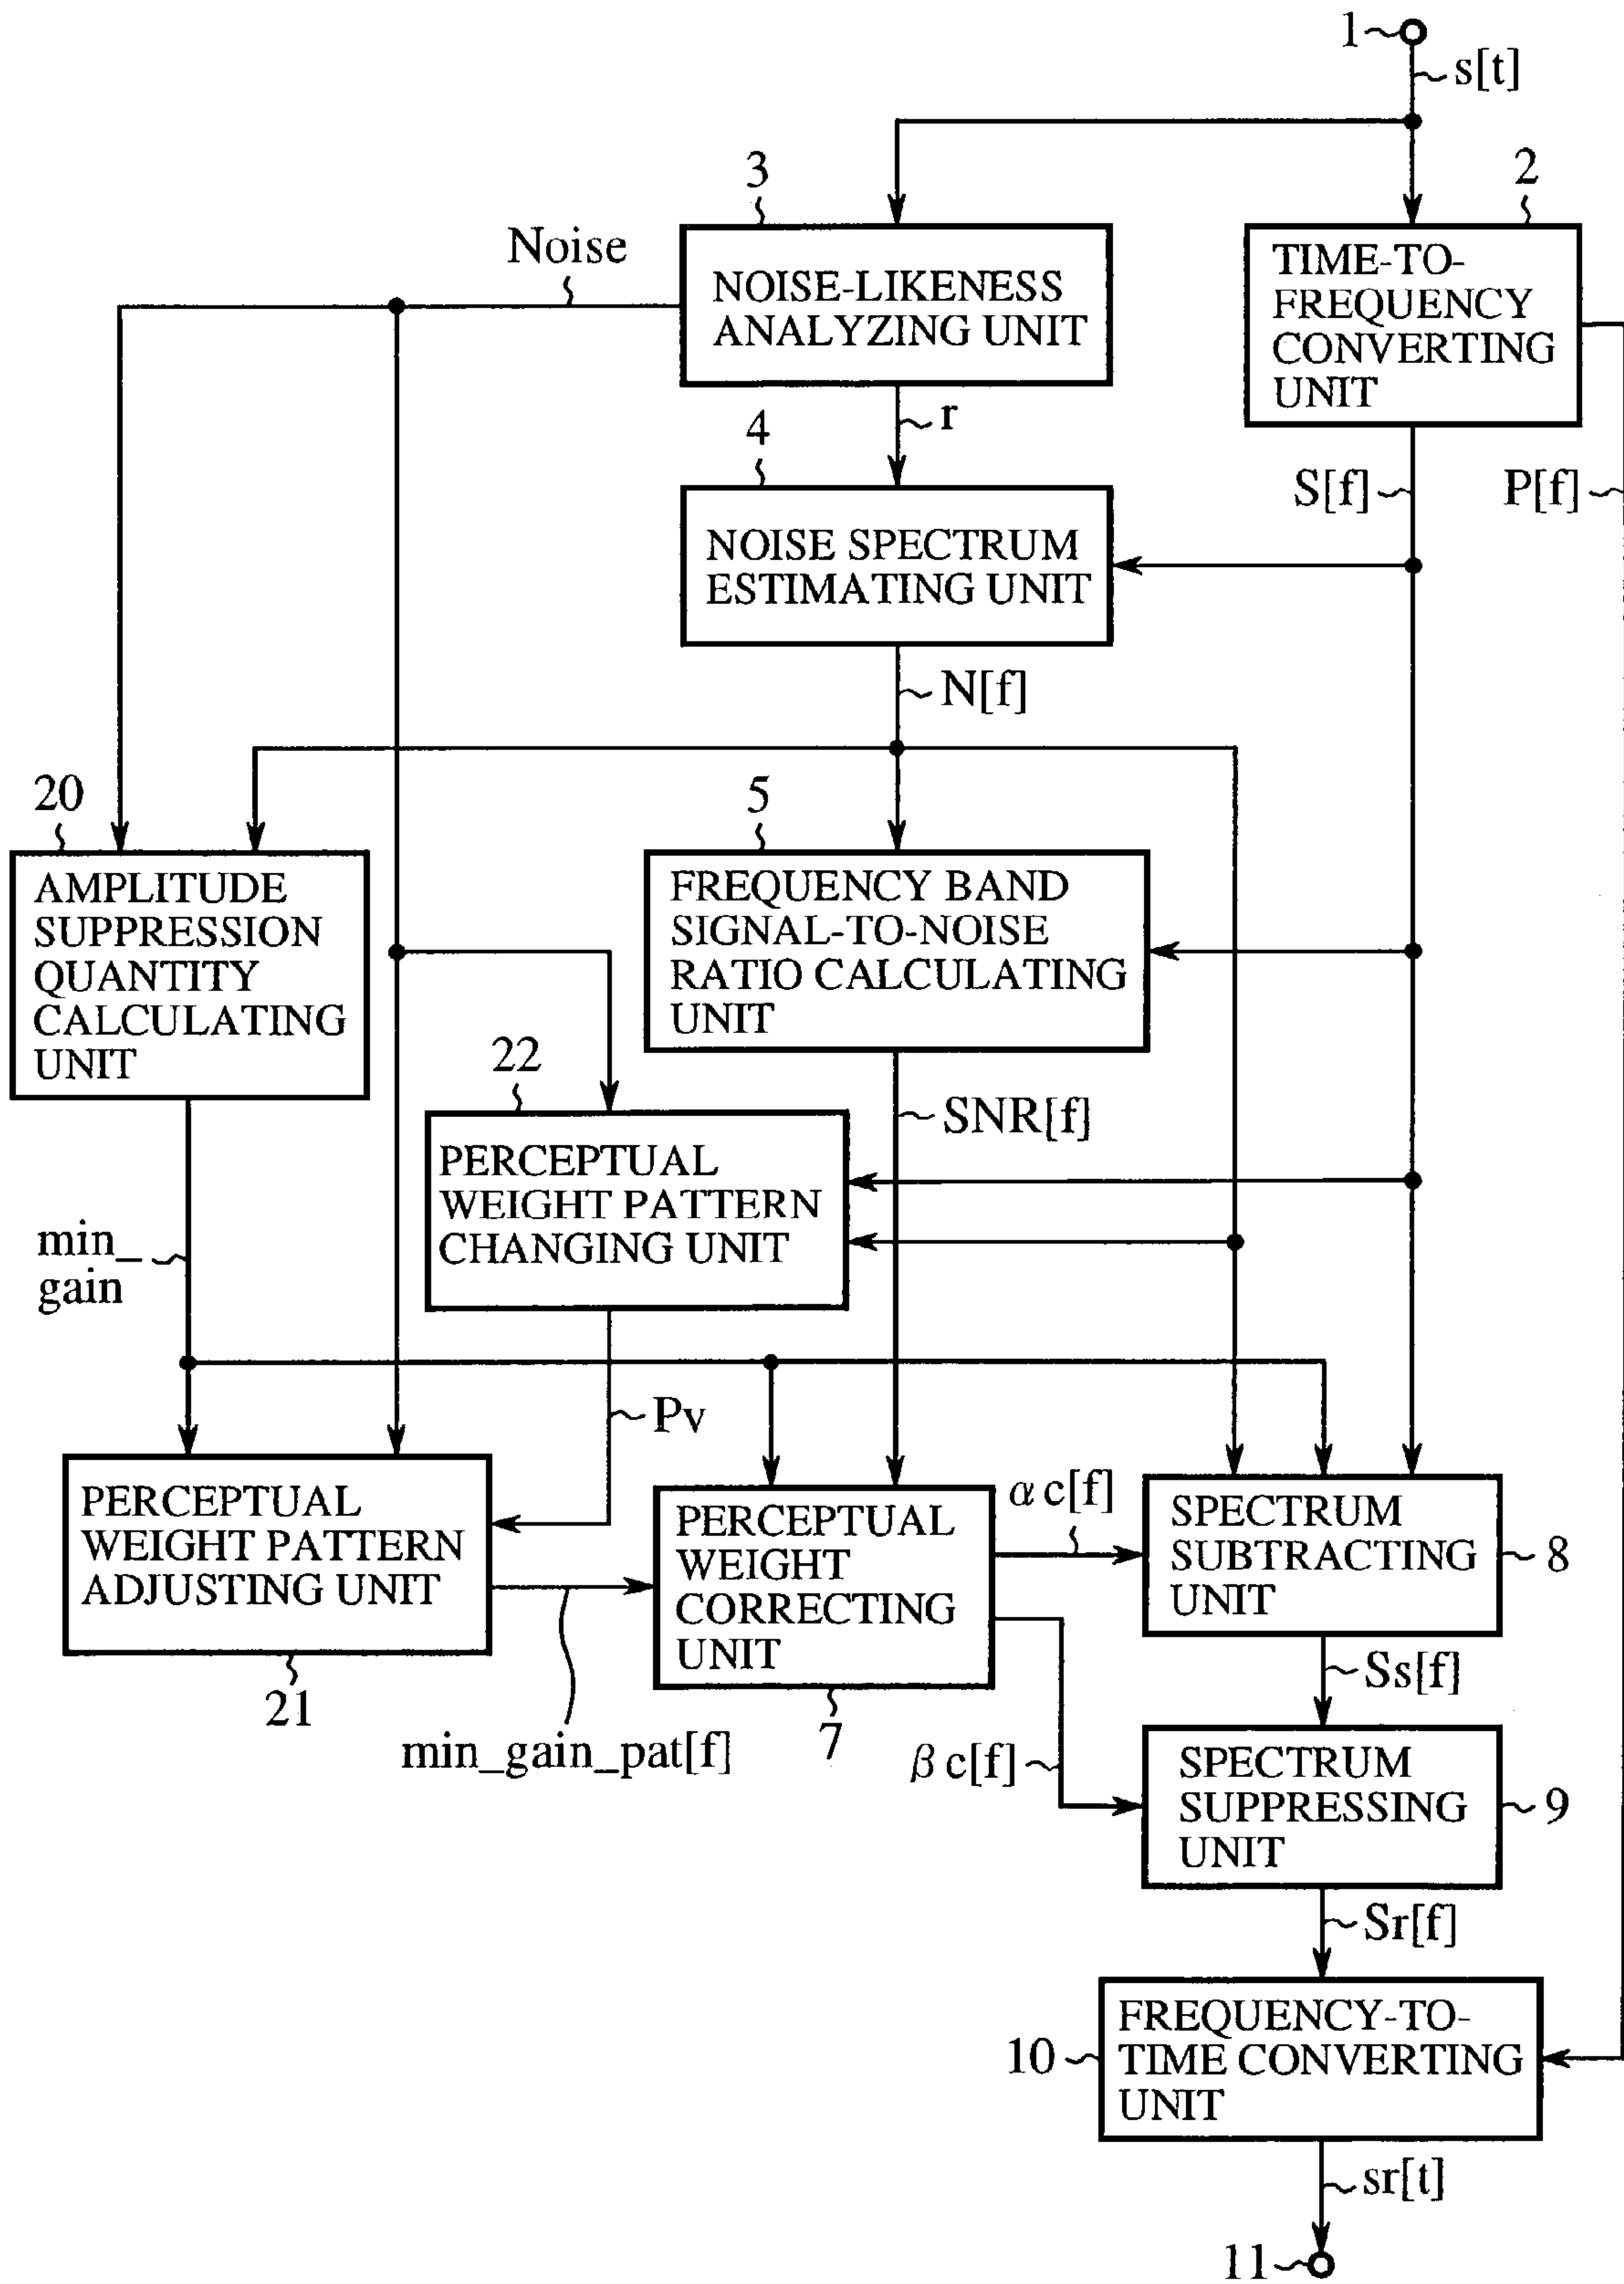 1
s[t]
3
2
Noise
NOISE-LIKENESS
ANALYZING UNIT
TIME-TO-
FREQUENCY
CONVERTING
UNIT
r
4
S[f]
P[f]
NOISE SPECTRUM
ESTIMATING UNIT
N[f]
20
5
AMPLITUDE
SUPPRESSION
QUANTITY
CALCULATING
UNIT
FREQUENCY BAND
SIGNAL-TO-NOISE
RATIO CALCULATING
UNIT
22
SNR[f]
PERCEPTUAL
WEIGHT PATTERN
CHANGING UNIT
min_
gain
Pv
PERCEPTUAL
WEIGHT PATTERN
ADJUSTING UNIT
21
min_gain_pat[f]
PERCEPTUAL
WEIGHT
CORRECTING
UNIT
7
α c[f]
β c[f]
SPECTRUM
SUBTRACTING
UNIT
8
Ss[f]
SPECTRUM
SUPPRESSING
UNIT
9
Sr[f]
10
FREQUENCY-TO-
TIME CONVERTING
UNIT
sr[t]
11